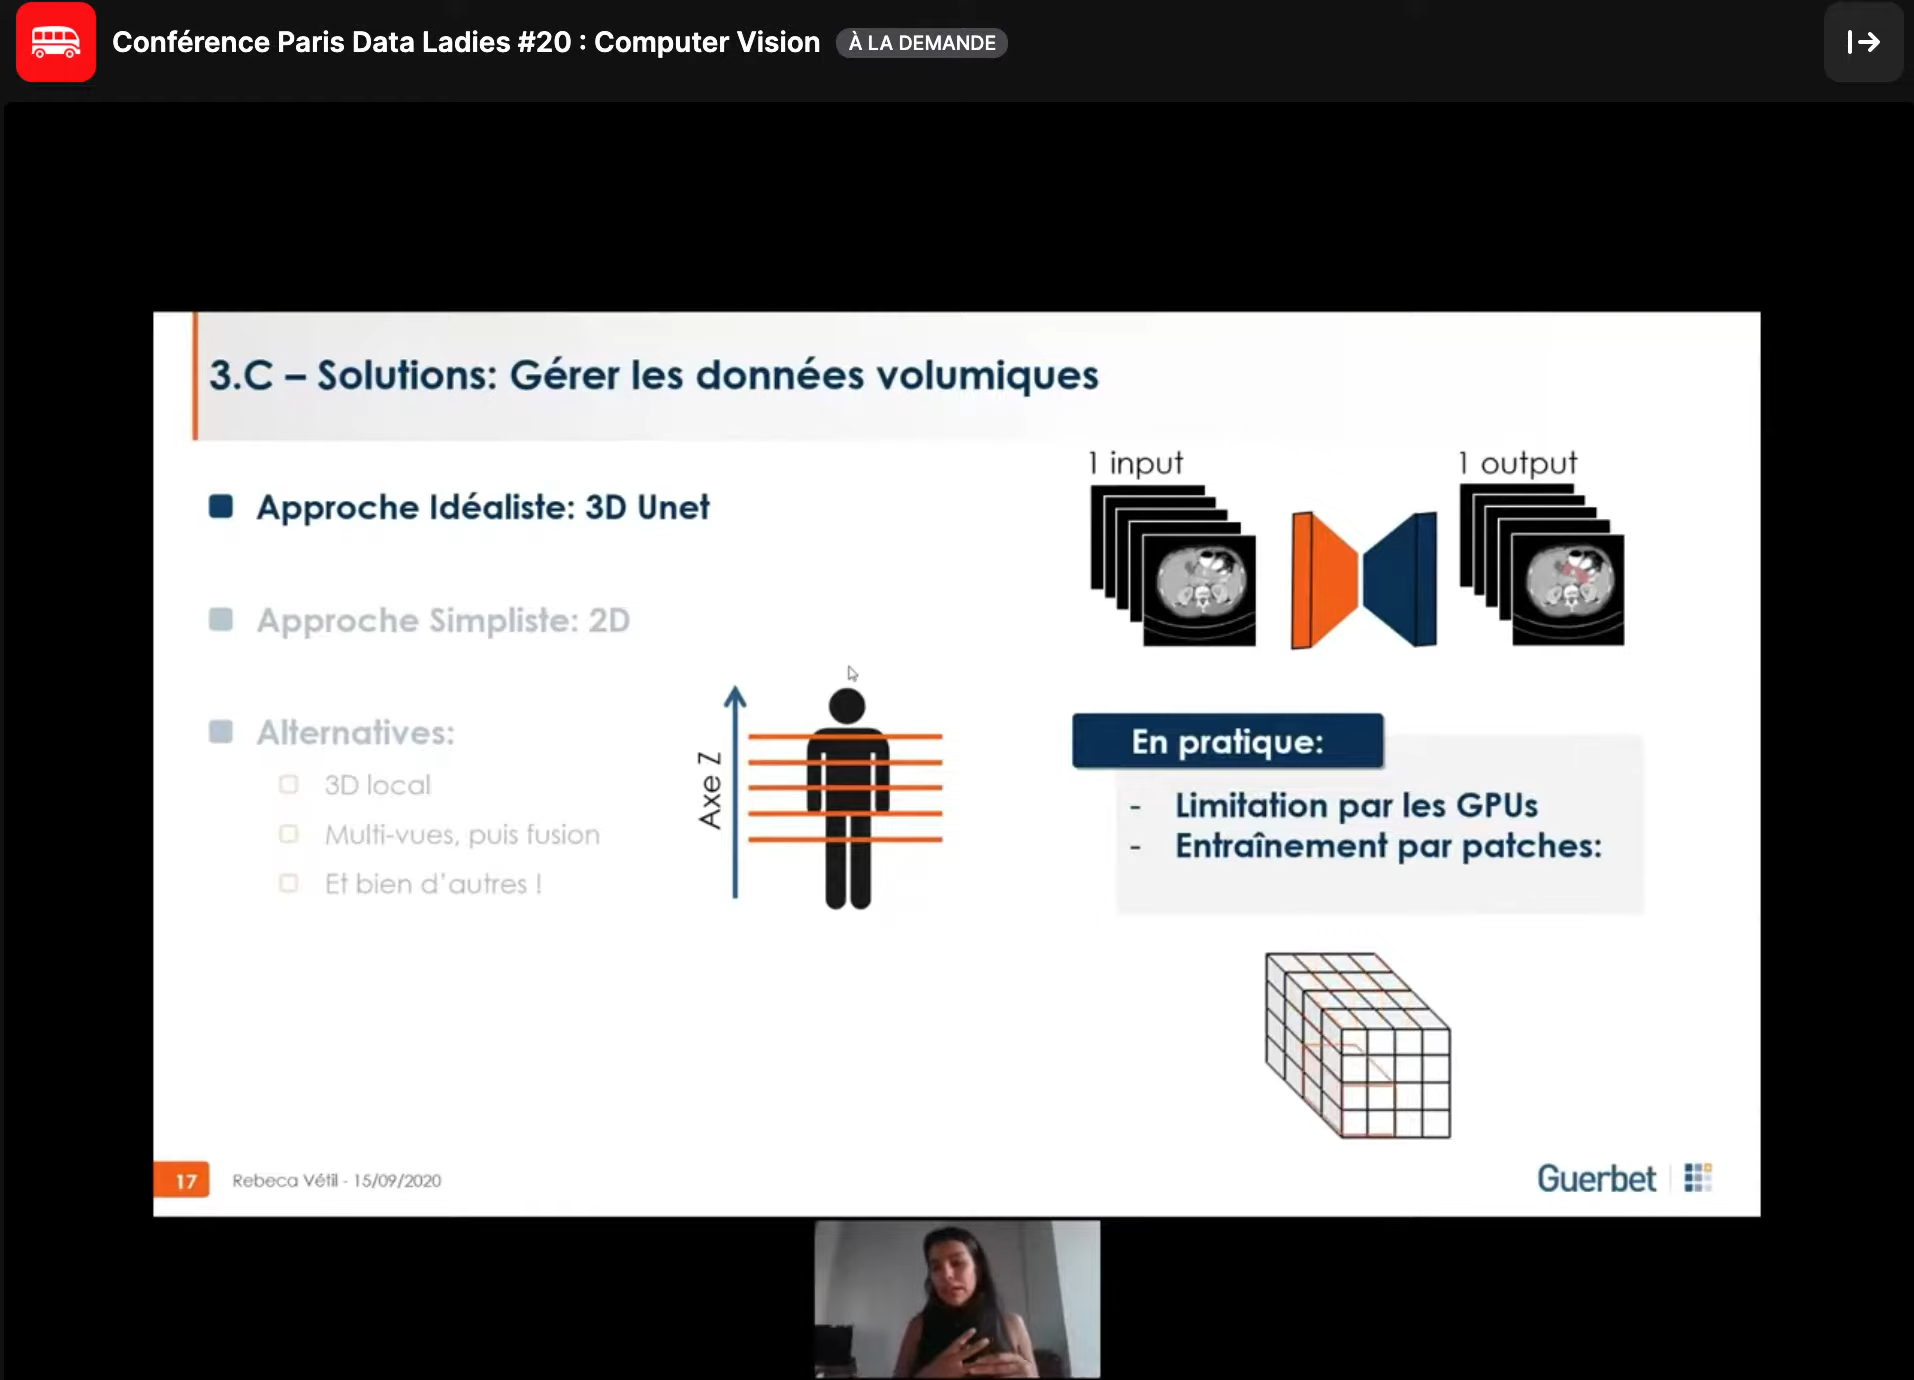 Conférence Paris Data Ladies #20 : Computer Vision À LA DEMANDE
3.C – Solutions: Gérer les données volumiques
Approche Idéaliste: 3D Unet
Approche Simpliste: 2D
Alternatives:
3D local
Multi-vues, puis fusion
Et bien d'autres !
Axe Z
1 input
1 output
En pratique:
- Limitation par les GPUs
- Entraînement par patches:
17
Rebeca Vétil - 15/09/2020
Guerbet